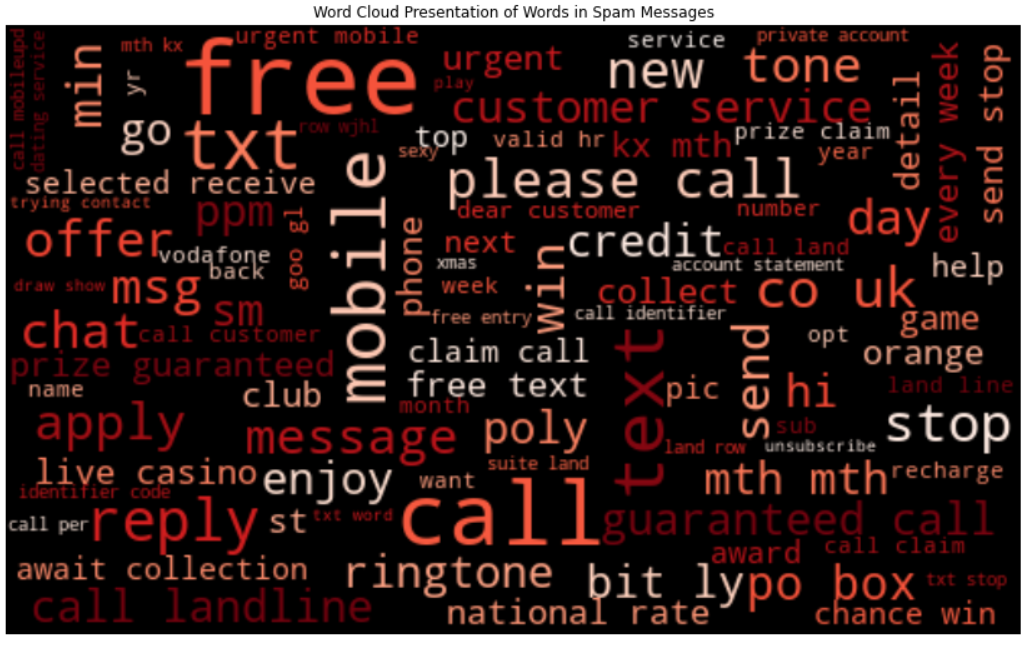 Word Cloud Presentation of Words in Spam Messages
call mobileupd
dating service
min
mth kx
yr
urgent mobile
free
urgent
play
service
private account
new
tone
customer service
detail
every week
send stop
go
txt
row wjhl
top
sexy
valid hr
kx mth
prize claim
year
selected receive
trying contact
mobile
please call
ppm
goo gl
dear customer
number
day
offer
vodafone
back
phone
next
xmas
week
win
credit
call land
account statement
help
draw show
msg
sm
collect
co uk
chat
call customer
free entry
call identifier
text
send
opt
game
orange
prize guaranteed
claim call
free text
name
club
pic
hi
land line
month
apply
message
poly
sub
stop
land row
unsubscribe
live casino
enjoy
suite land
want
mth mth
recharge
identifier code
call per
reply
st
txt word
call
guaranteed call
award
call claim
await collection
ringtone
bit ly
po box
txt stop
call landline
national rate
chance win